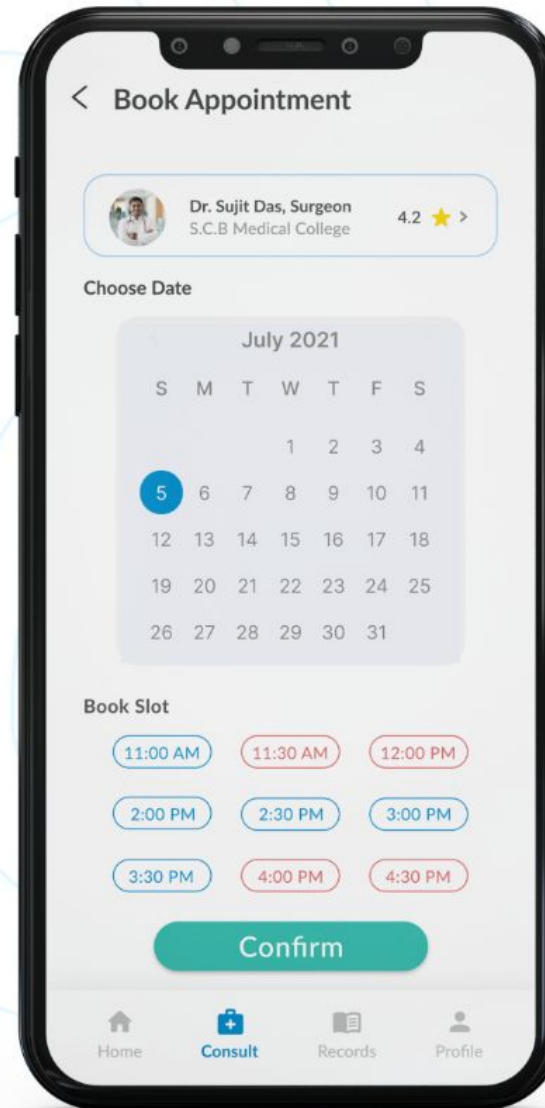 Book Appointment
Dr. Sujit Das, Surgeon
S.C.B Medical College
4.2
Choose Date
July 2021
S M T W T F S
1 2 3 4
5 6 7 8 9 10 11
12 13 14 15 16 17 18
19 20 21 22 23 24 25
26 27 28 29 30 31
Book Slot
11:00 AM 11:30 AM 12:00 PM
2:00 PM 2:30 PM 3:00 PM
3:30 PM 4:00 PM 4:30 PM
Confirm
Home Consult Records Profile